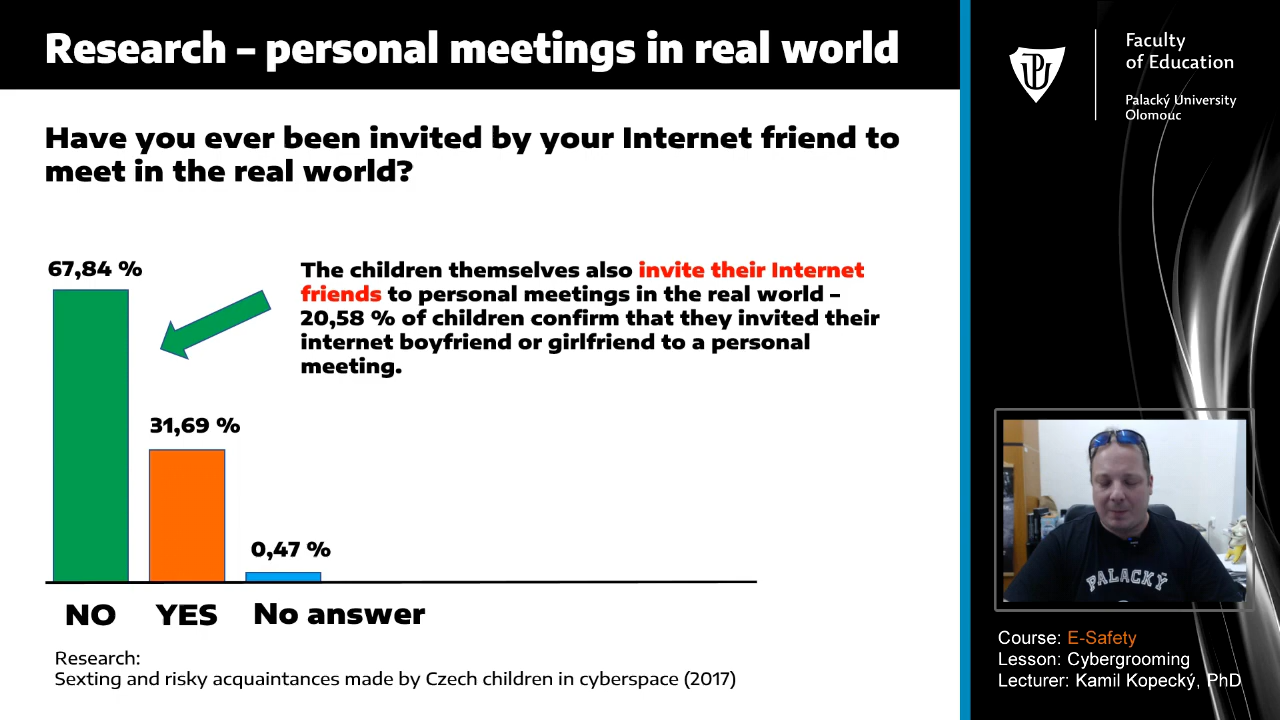 Research – personal meetings in real world
Have you ever been invited by your Internet friend to
meet in the real world?
67,84 %
31,69 %
0,47 %
The children themselves also invite their Internet
friends to personal meetings in the real world –
20,58 % of children confirm that they invited their
internet boyfriend or girlfriend to a personal
meeting.
NO
YES
No answer
Research:
Sexting and risky acquaintances made by Czech children in cyberspace (2017)
Faculty
of Education
Palacký University
Olomouc
PALACKÝ
Course: E-Safety
Lesson: Cybergrooming
Lecturer: Kamil Kopecký, PhD